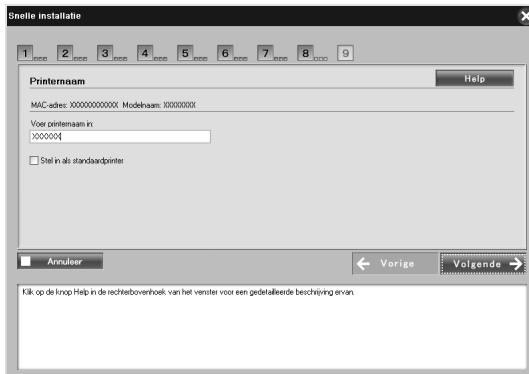 Snelle installatie
1 2 3 4 5 6 7 8 9
Printernaam
Help
MAC-adres: XXXXXXXXXXXX Modelnaam: XXXXXXXX
Voer printernaam in:
XXXXXX
Stel in als standaardprinter
Annuleer
Vorige
Volgende
Klik op de knop Help in de rechterbovenhoek van het venster voor een gedetailleerde beschrijving ervan.